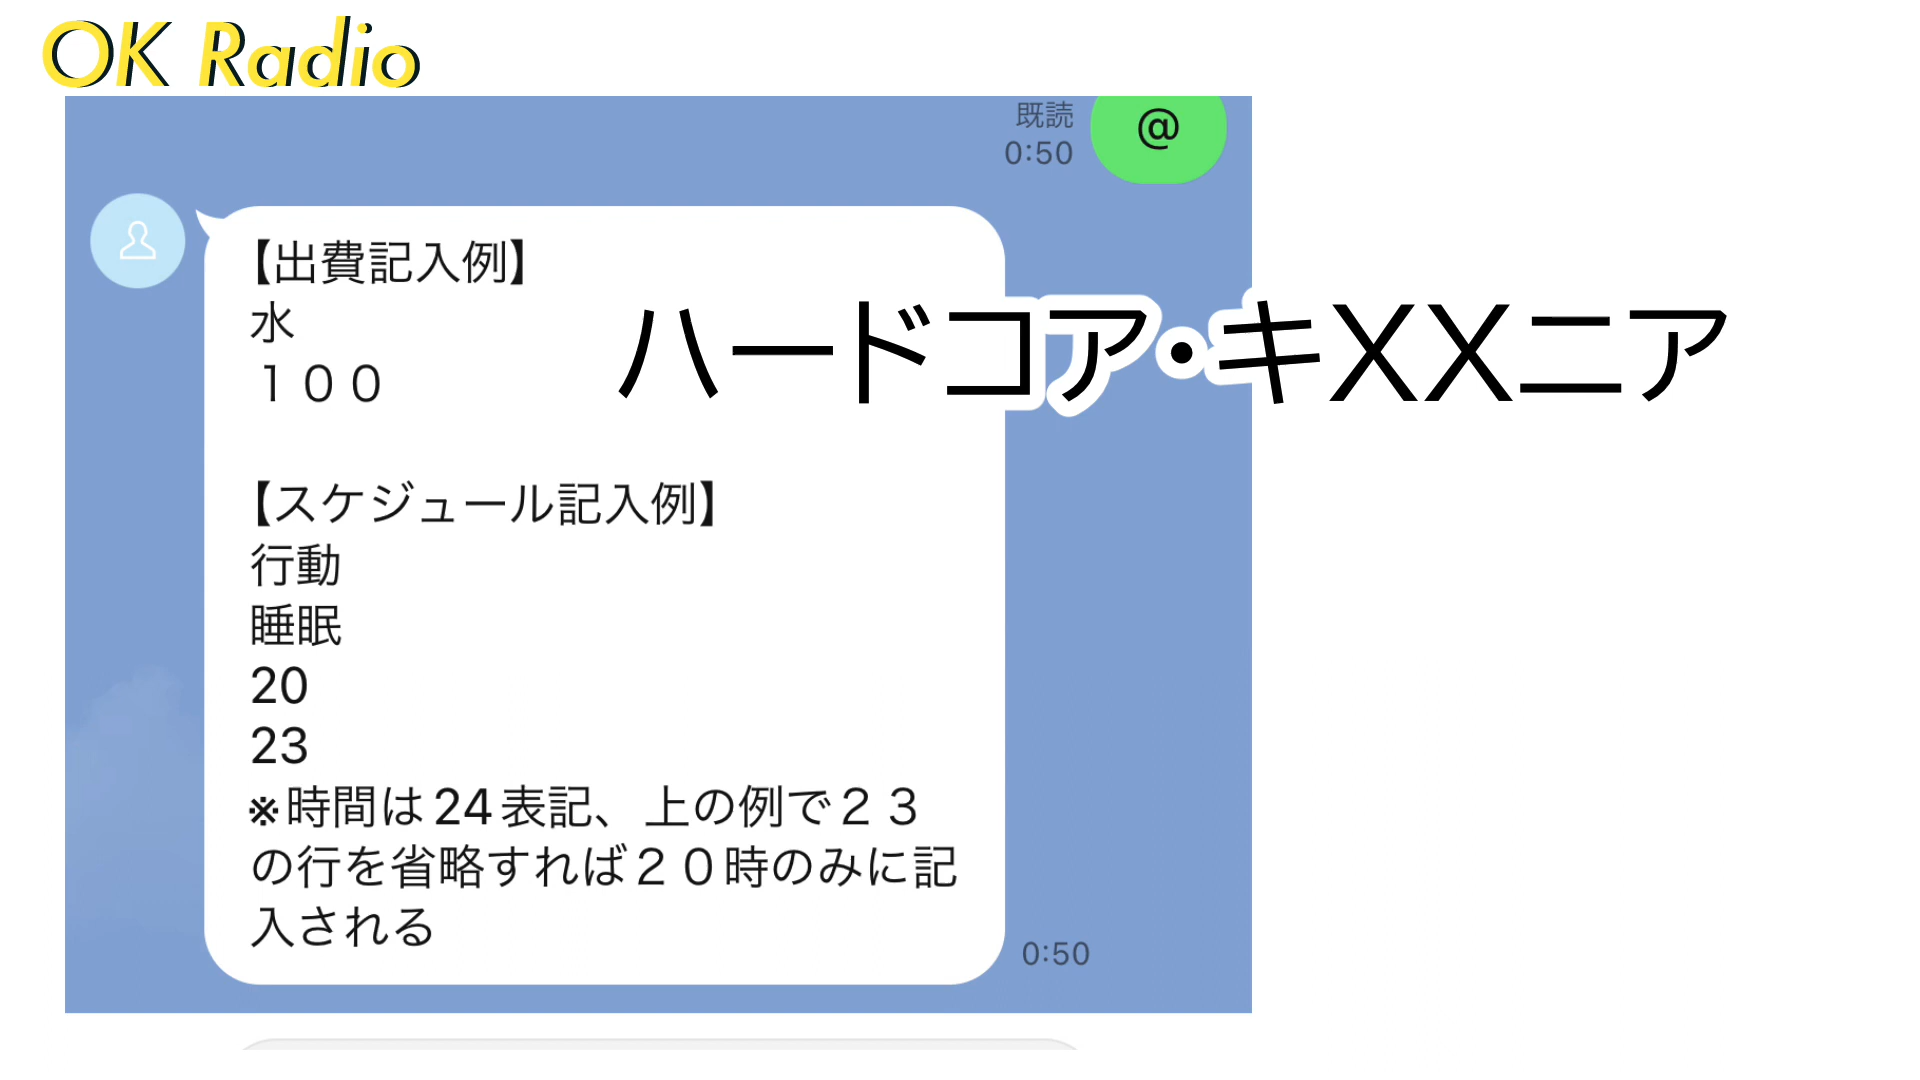 OK Radio
既読
0:50
@
【出費記入例】
水
１００
ハードコア・キXXニア
【スケジュール記入例】
行動
睡眠
20
23
※時間は24表記、上の例で２３
の行を省略すれば２０時のみに記
入される
0:50